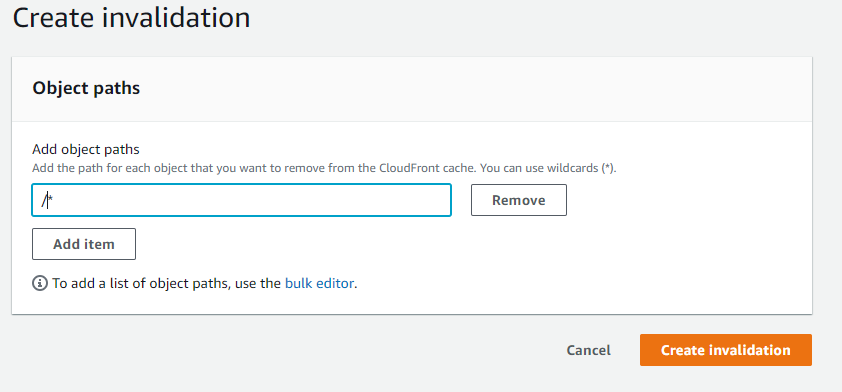 Create invalidation
Object paths
Add object paths
Add the path for each object that you want to remove from the CloudFront cache. You can use wildcards (*).
/*
Remove
Add item
To add a list of object paths, use the bulk editor.
Cancel
Create invalidation